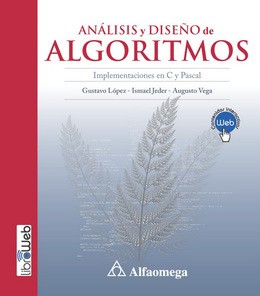 ANÁLISIS y DISEÑO de
ALGORITMOS
Implementaciones en C y Pascal
Gustavo López - Ismael Jeder - Augusto Vega
Web
libroweb
Alfaomega